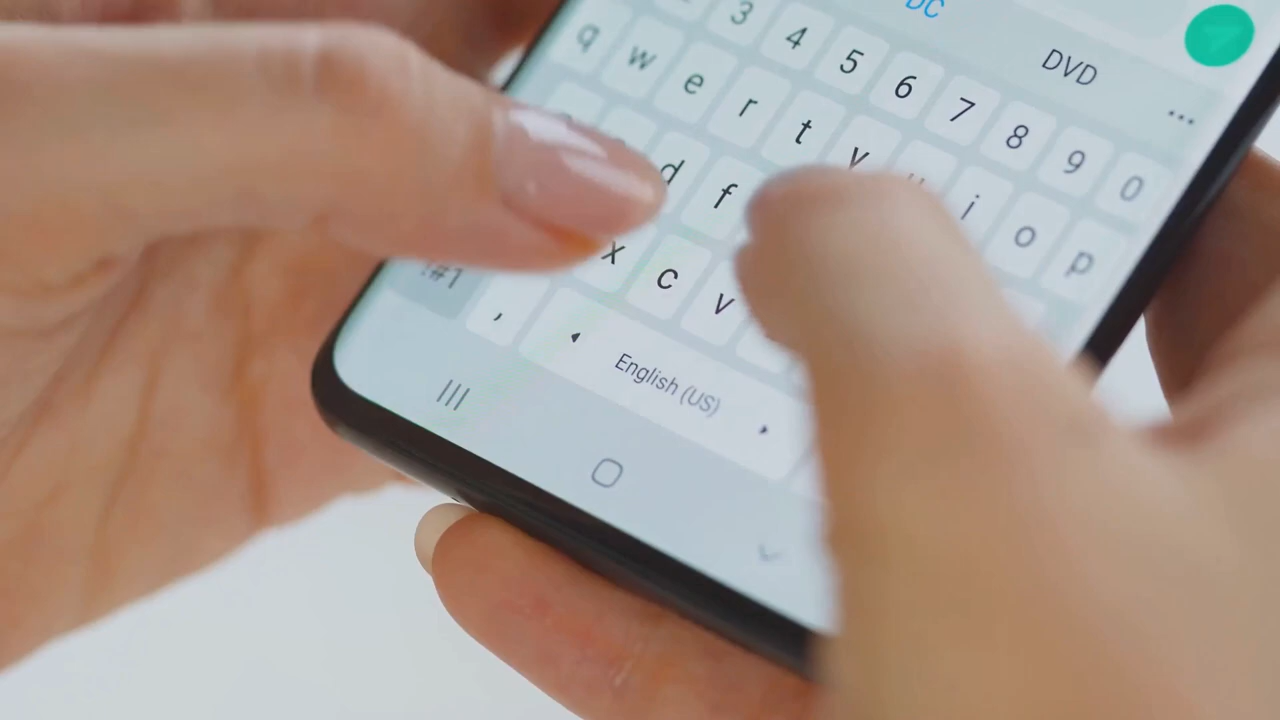 DC DVD ...
3 4 5 6 7 8 9 0
q w e r t y u i o p
d f
!#1 x c v
, English (US)